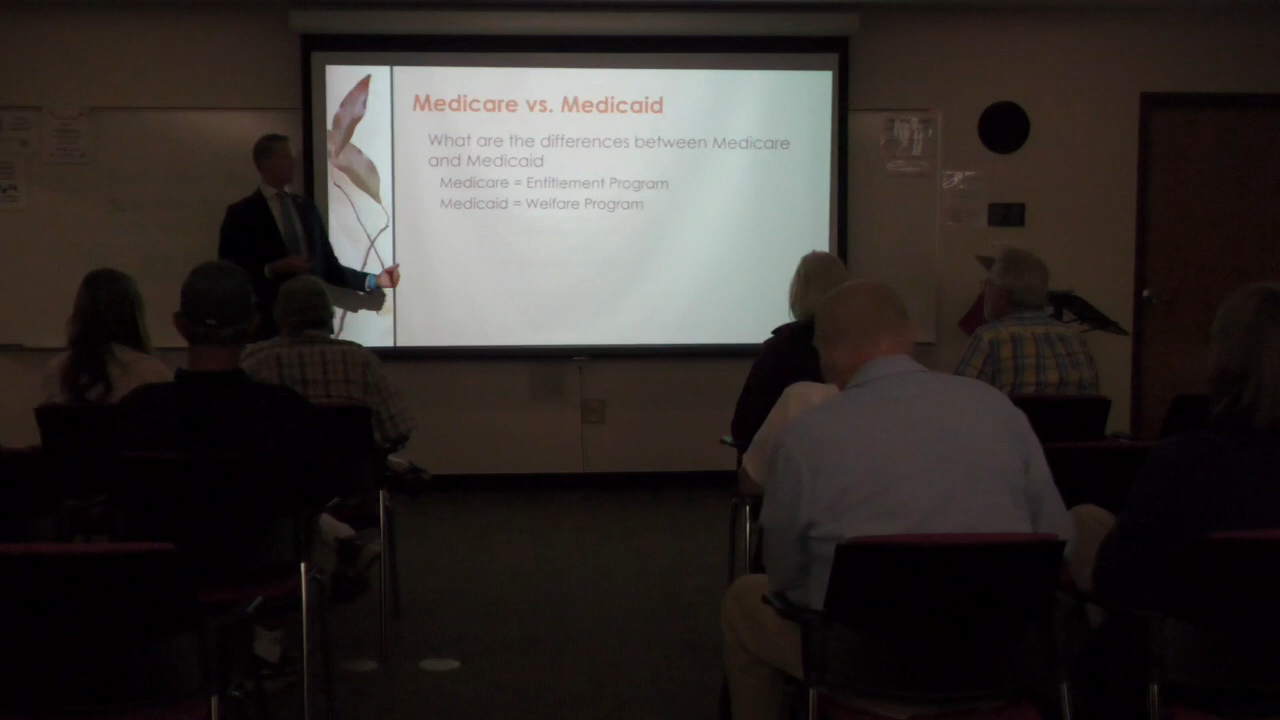 Medicare vs. Medicaid
What are the differences between Medicare
and Medicaid
Medicare = Entitlement Program
Medicaid = Welfare Program